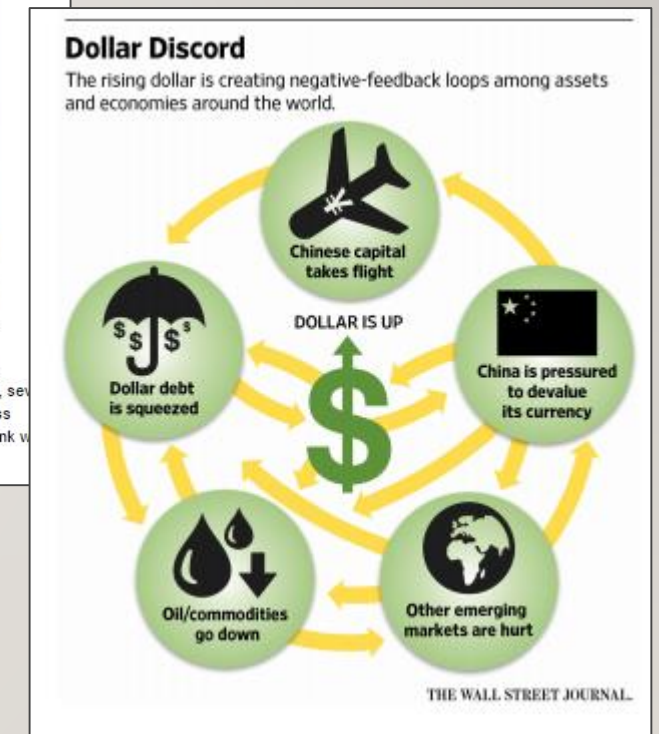 Dollar Discord
The rising dollar is creating negative-feedback loops among assets
and economies around the world.
¥
Chinese capital
takes flight
DOLLAR IS UP
$
$ $ $ $
Dollar debt
is squeezed
China is pressured
to devalue
its currency
Oil/commodities
go down
Other emerging
markets are hurt
THE WALL STREET JOURNAL.